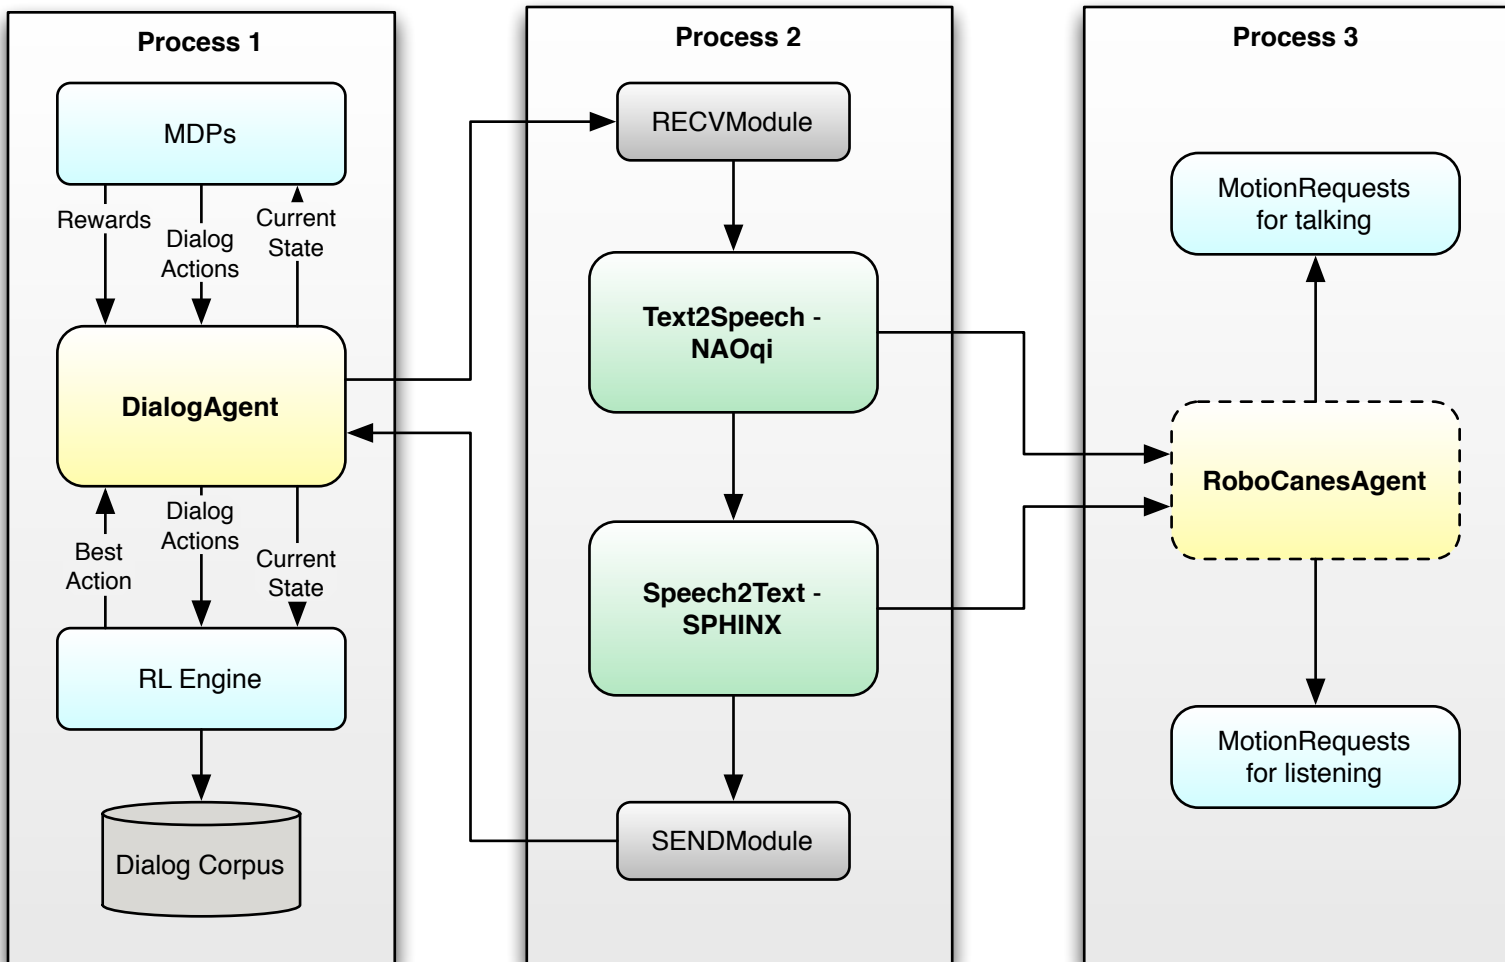 Process 1
MDPs
Rewards
Dialog
Actions
Current
State
DialogAgent
Best
Action
Dialog
Actions
Current
State
RL Engine
Dialog Corpus
Process 2
RECVModule
Text2Speech -
NAOqi
Speech2Text -
SPHINX
SENDModule
Process 3
MotionRequests
for talking
RoboCanesAgent
MotionRequests
for listening